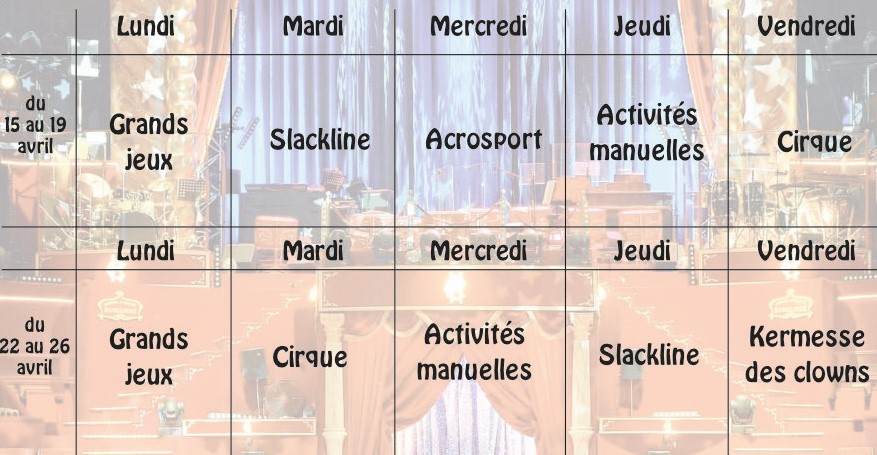 Lundi Mardi Mercredi Jeudi Vendredi
du
15 au 19
avril
Grands
jeux
Slackline
Acrosport
Activités
manuelles
Cirque
Lundi Mardi Mercredi Jeudi Vendredi
du
22 au 26
avril
Grands
jeux
Cirque
Activités
manuelles
Slackline
Kermesse
des clowns